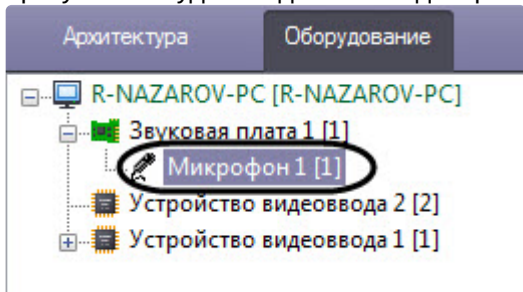 Архитектура Оборудование
R-NAZAROV-PC [R-NAZAROV-PC]
Звуковая плата 1 [1]
Микрофон 1 [1]
Устройство видеоввода 2 [2]
Устройство видеоввода 1 [1]